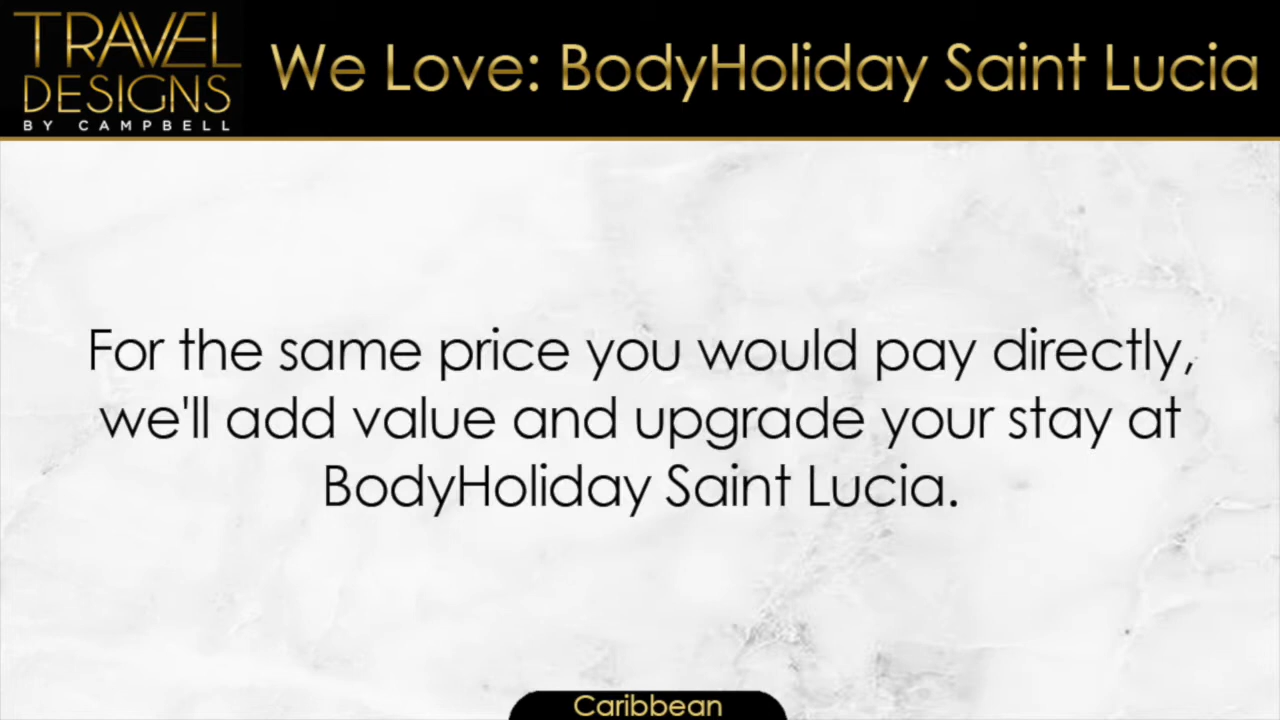 TRAVEL
DESIGNS
BY CAMPBELL
We Love: BodyHoliday Saint Lucia
For the same price you would pay directly,
we'll add value and upgrade your stay at
BodyHoliday Saint Lucia.
Caribbean